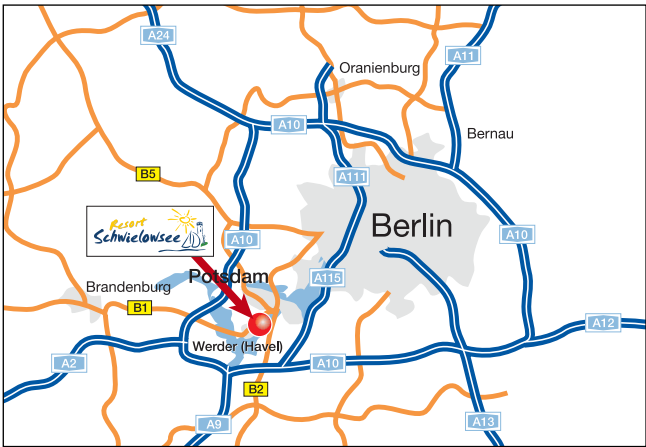 A24
A11
Oranienburg
A10
Bernau
A111
B5
Resort
Schwielowsee
Berlin
A10
A10
Potsdam
A115
Brandenburg
B1
A12
Werder (Havel)
A2
A10
B2
A9
A13